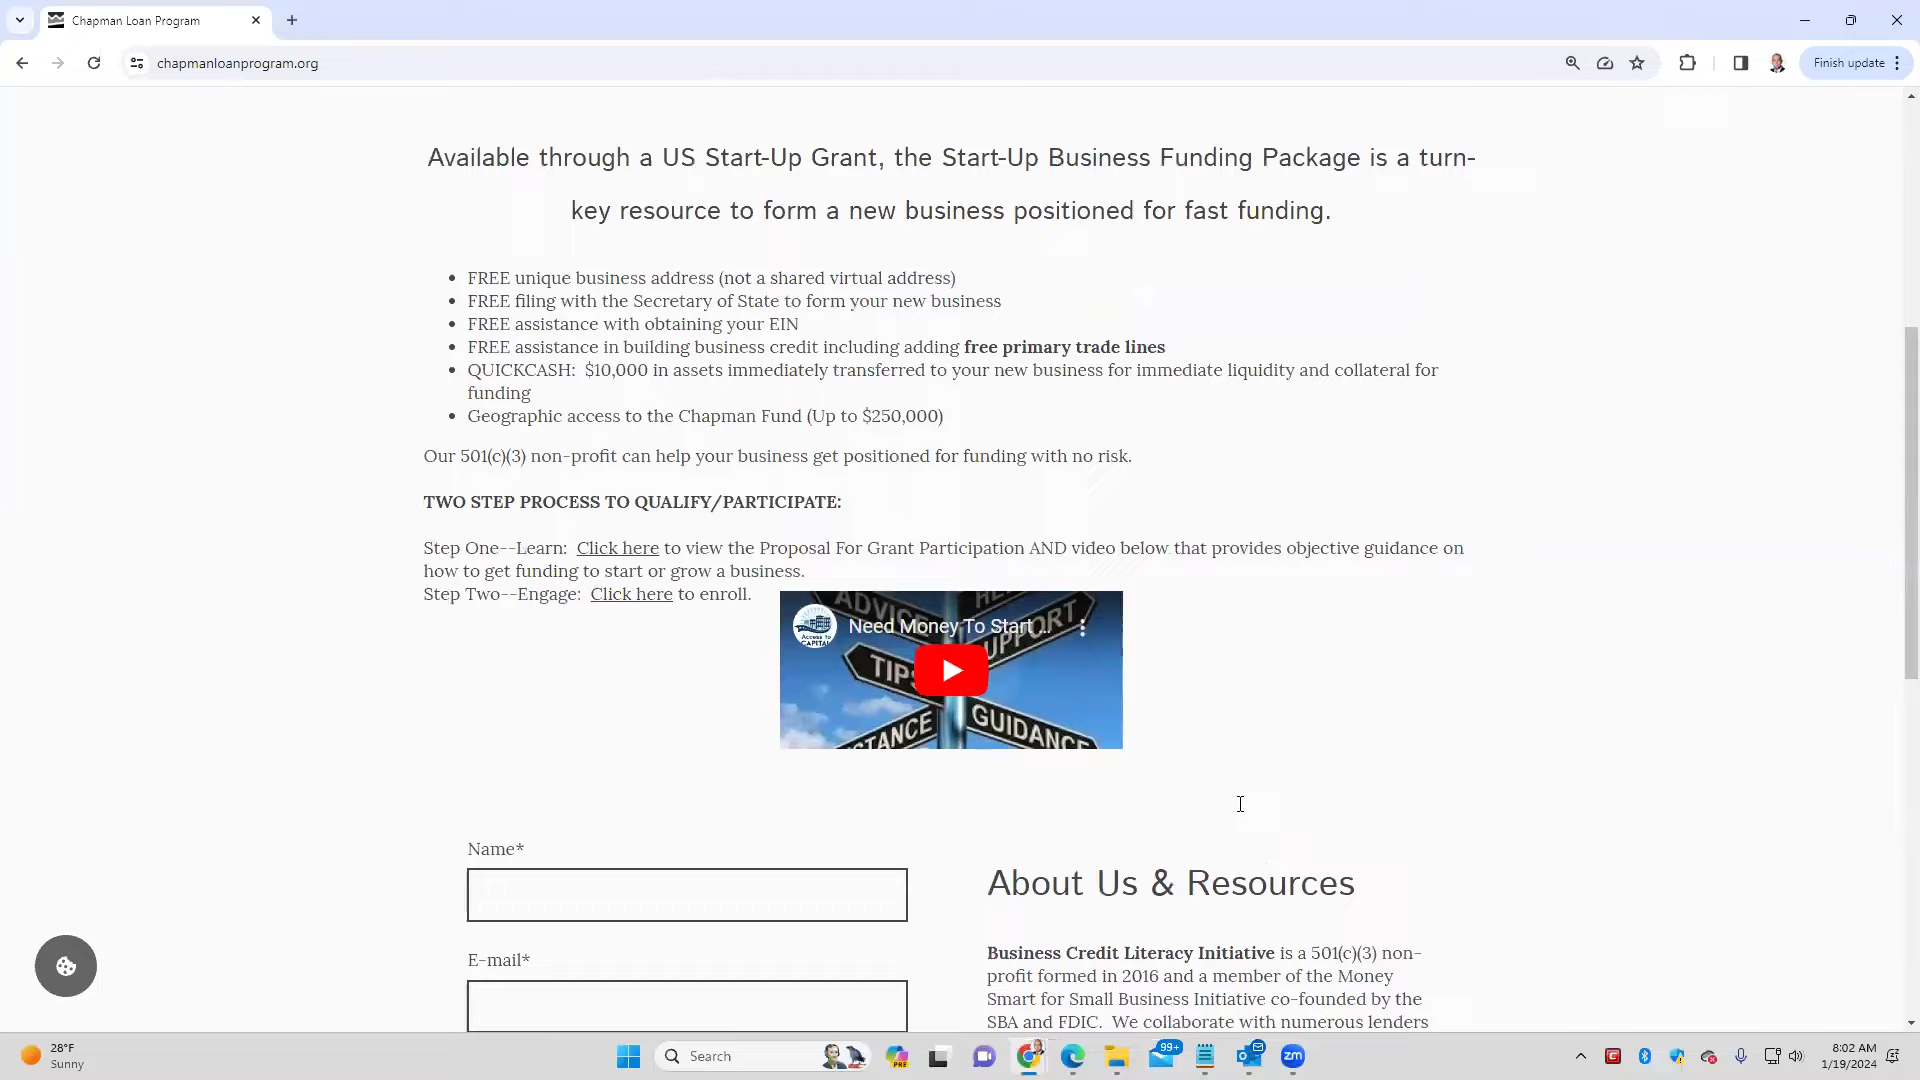 Chapman Loan Program
chapmanloanprogram.org
Finish update
Available through a US Start-Up Grant, the Start-Up Business Funding Package is a turn-
key resource to form a new business positioned for fast funding.
• FREE unique business address (not a shared virtual address)
• FREE filing with the Secretary of State to form your new business
• FREE assistance with obtaining your EIN
• FREE assistance in building business credit including adding free primary trade lines
• QUICKCASH: $10,000 in assets immediately transferred to your new business for immediate liquidity and collateral for
funding
• Geographic access to the Chapman Fund (Up to $250,000)
Our 501(c)(3) non-profit can help your business get positioned for funding with no risk.
TWO STEP PROCESS TO QUALIFY/PARTICIPATE:
Step One--Learn: Click here to view the Proposal For Grant Participation AND video below that provides objective guidance on
how to get funding to start or grow a business.
Step Two--Engage: Click here to enroll.
ADVICE
HEL
Access to
CAPITAL
Need Money To Start ...
SUPPORT
TIPS
GUIDANCE
STANCE
Name*
E-mail*
About Us & Resources
Business Credit Literacy Initiative is a 501(c)(3) non-
profit formed in 2016 and a member of the Money
Smart for Small Business Initiative co-founded by the
SBA and FDIC. We collaborate with numerous lenders
28°F
Sunny
Search
PRE
99+
zm
8:02 AM
1/19/2024